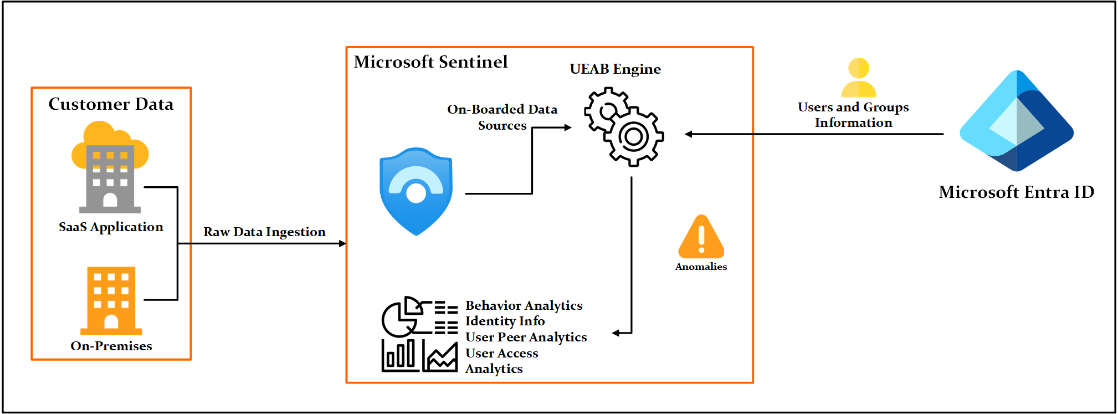 Customer Data
SaaS Application
On-Premises
Raw Data Ingestion
Microsoft Sentinel
On-Boarded Data
Sources
UEAB Engine
Anomalies
Behavior Analytics
Identity Info
User Peer Analytics
User Access
Analytics
Users and Groups
Information
Microsoft Entra ID